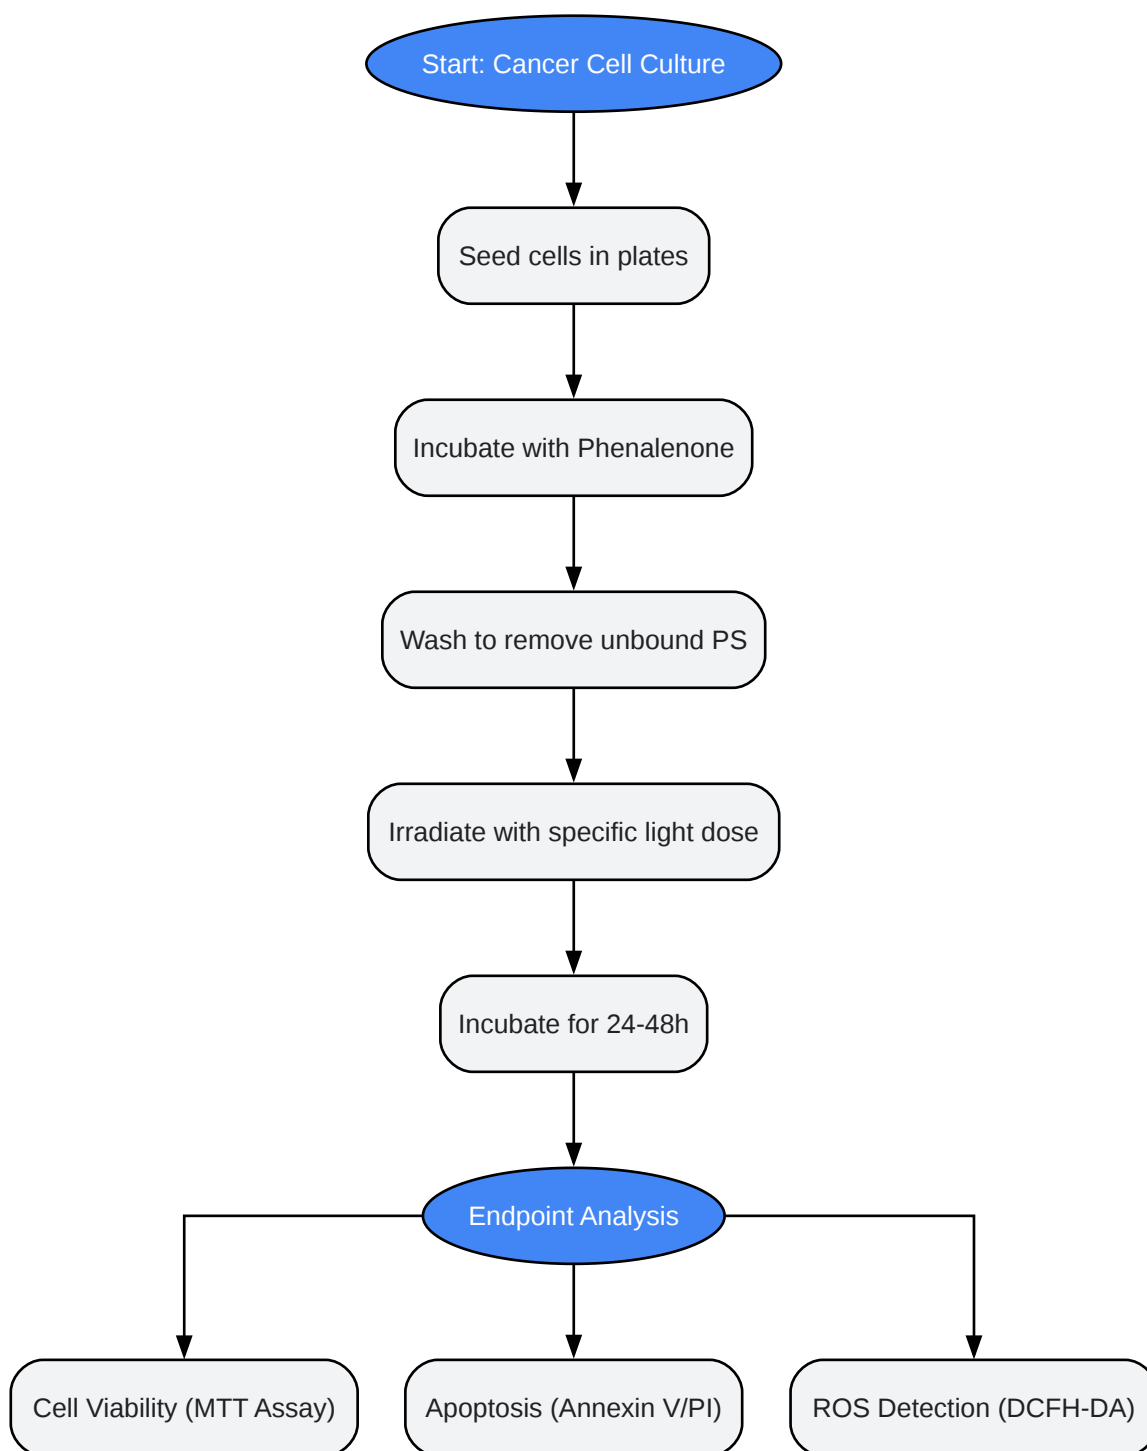 Start: Cancer Cell Culture
Seed cells in plates
Incubate with Phenalenone
Wash to remove unbound PS
Irradiate with specific light dose
Incubate for 24-48h
Endpoint Analysis
Cell Viability (MTT Assay)
Apoptosis (Annexin V/PI)
ROS Detection (DCFH-DA)